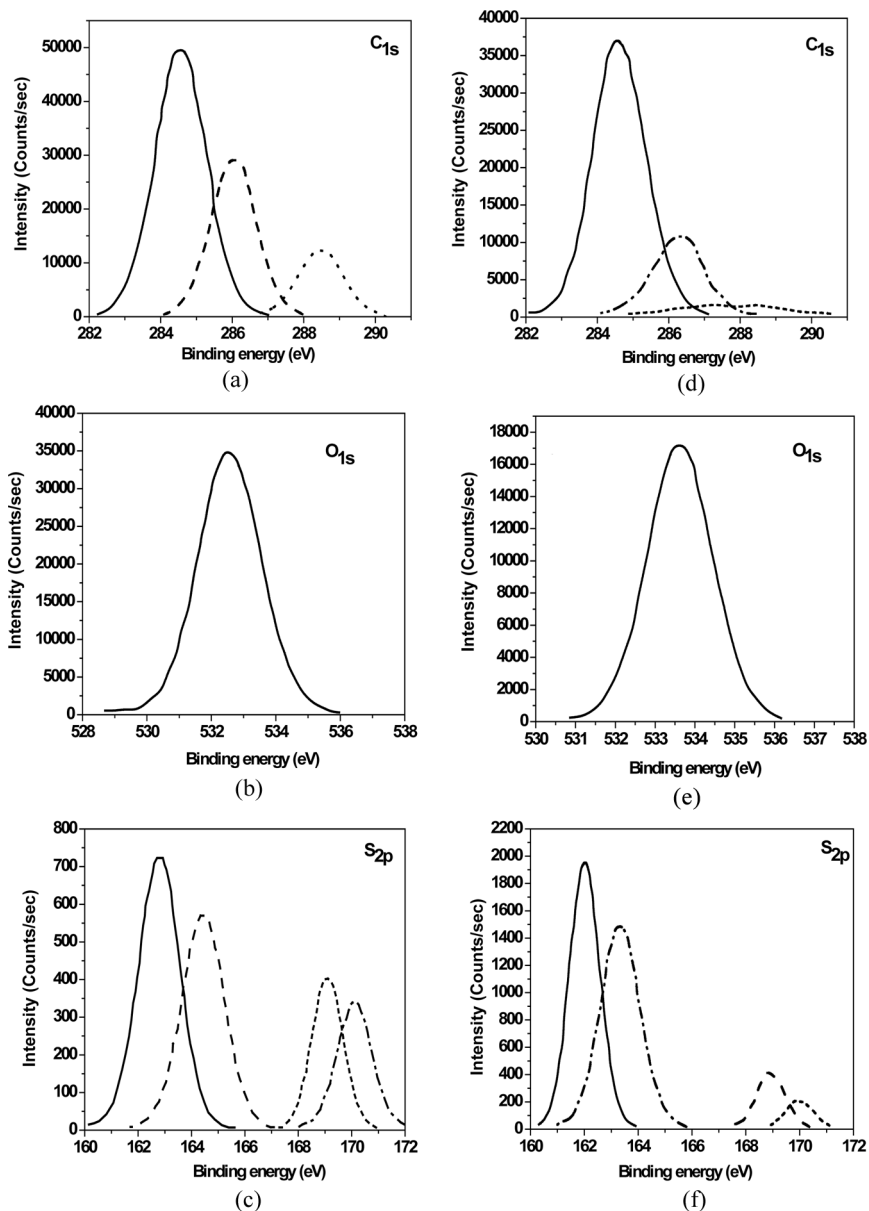 C1s
50000
40000
30000
20000
10000
0
282 284 286 288 290
Intensity (Counts/sec)
Binding energy (eV)
(a)
C1s
40000
35000
30000
25000
20000
15000
10000
5000
0
282 284 286 288 290
Intensity (Counts/sec)
Binding energy (eV)
(d)
O1s
40000
35000
30000
25000
20000
15000
10000
5000
0
528 530 532 534 536 538
Intensity (Counts/sec)
Binding energy (eV)
(b)
O1s
18000
16000
14000
12000
10000
8000
6000
4000
2000
0
530 531 532 533 534 535 536 537 538
Intensity (Counts/sec)
Binding energy (eV)
(e)
S2p
800
700
600
500
400
300
200
100
0
160 162 164 166 168 170 172
Intensity (Counts/sec)
Binding energy (eV)
(c)
S2p
2200
2000
1800
1600
1400
1200
1000
800
600
400
200
0
160 162 164 166 168 170 172
Intensity (Counts/sec)
Binding energy (eV)
(f)